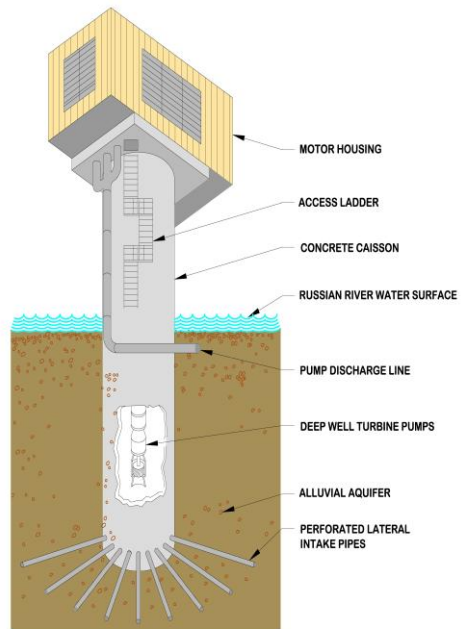 MOTOR HOUSING
ACCESS LADDER
CONCRETE CAISSON
RUSSIAN RIVER WATER SURFACE
PUMP DISCHARGE LINE
DEEP WELL TURBINE PUMPS
ALLUVIAL AQUIFER
PERFORATED LATERAL
INTAKE PIPES